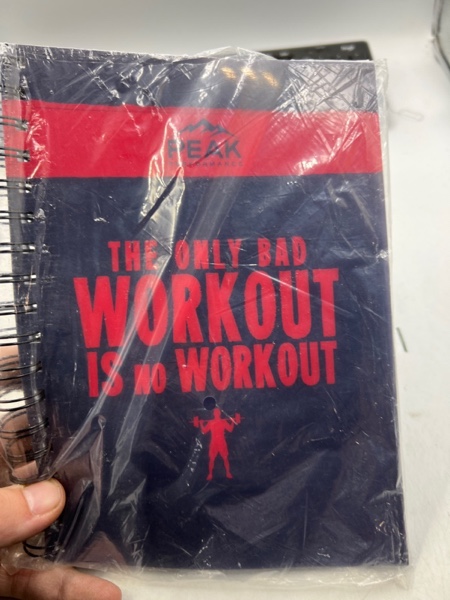 PEAK
THE ONLY BAD
WORKOUT
IS NO WORKOUT